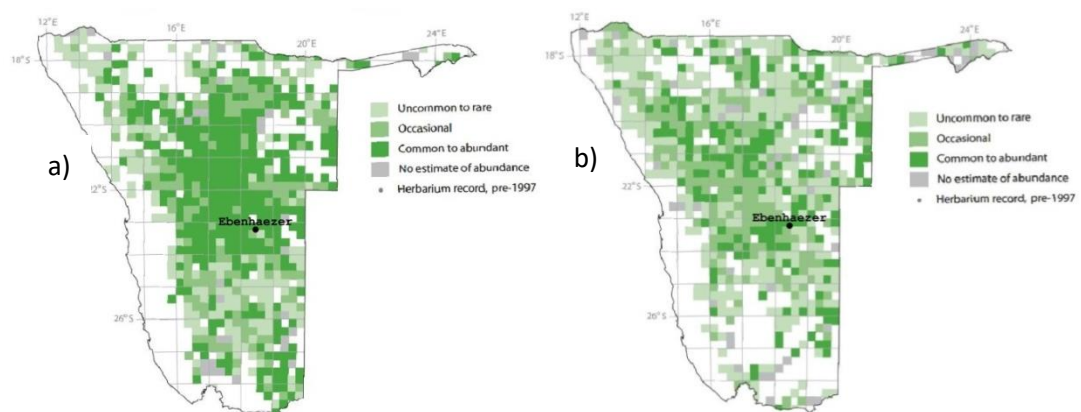 12°E
16°E
20°E
24°E
18°S
Uncommon to rare
Occasional
Common to abundant
No estimate of abundance
Herbarium record, pre-1997
a)
22°S
Ebenhaezer
26°S
12°E
16°E
20°E
24°E
18°S
Uncommon to rare
Occasional
Common to abundant
No estimate of abundance
Herbarium record, pre-1997
b)
22°S
Ebenhaezer
26°S